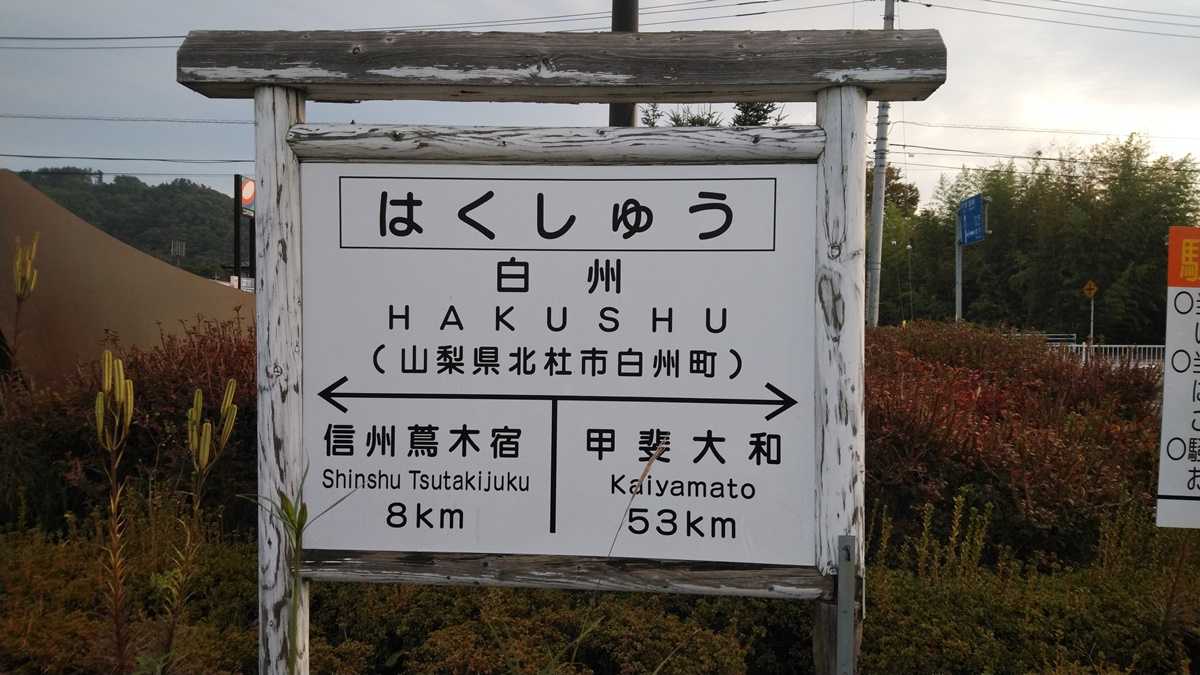 はくしゅう
白州
HAKUSHU
(山梨県北杜市白州町)
信州蔦木宿
Shinshu Tsutakijuku
8km
甲斐大和
Kaiyamato
53km